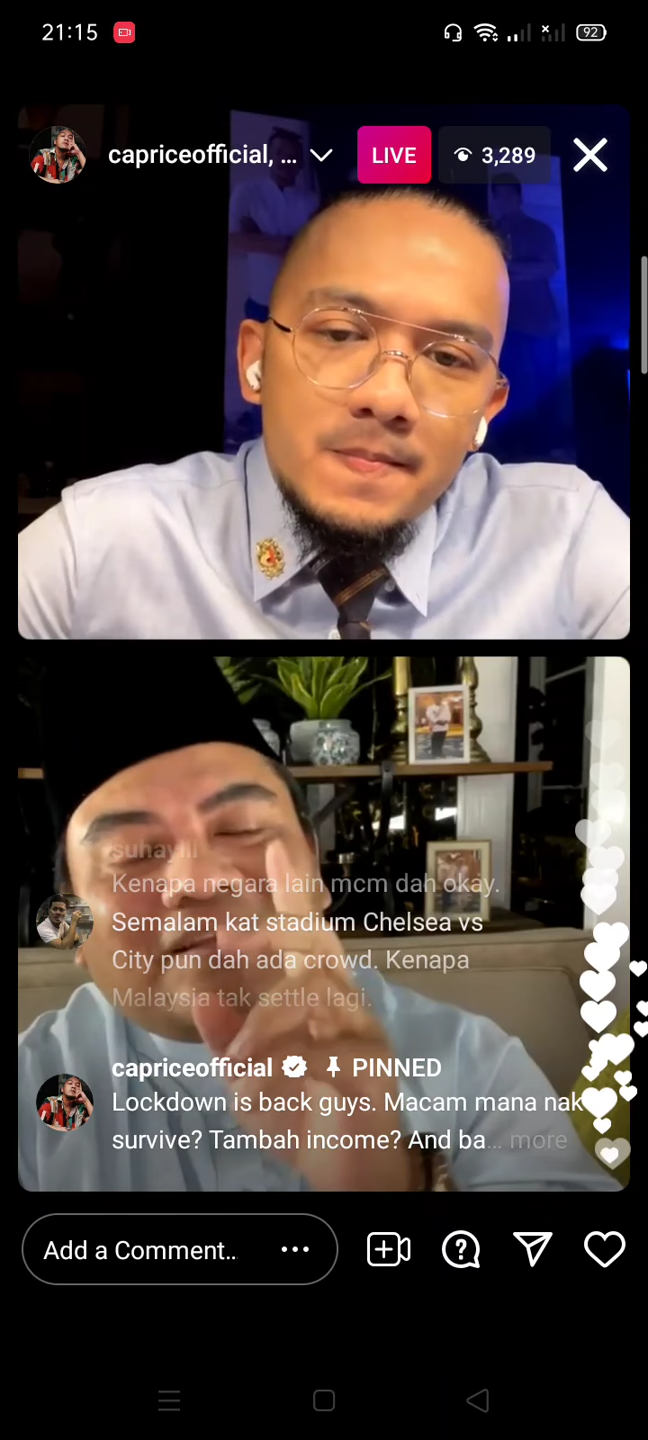 21:15
92
capriceofficial, ...
LIVE
3,289
suhaylii
Kenapa negara lain mcm dah okay.
Semalam kat stadium Chelsea vs
City pun dah ada crowd. Kenapa
Malaysia tak settle lagi.
capriceofficial PINNED
Lockdown is back guys. Macam mana nak
survive? Tambah income? And ba... more
Add a Comment..